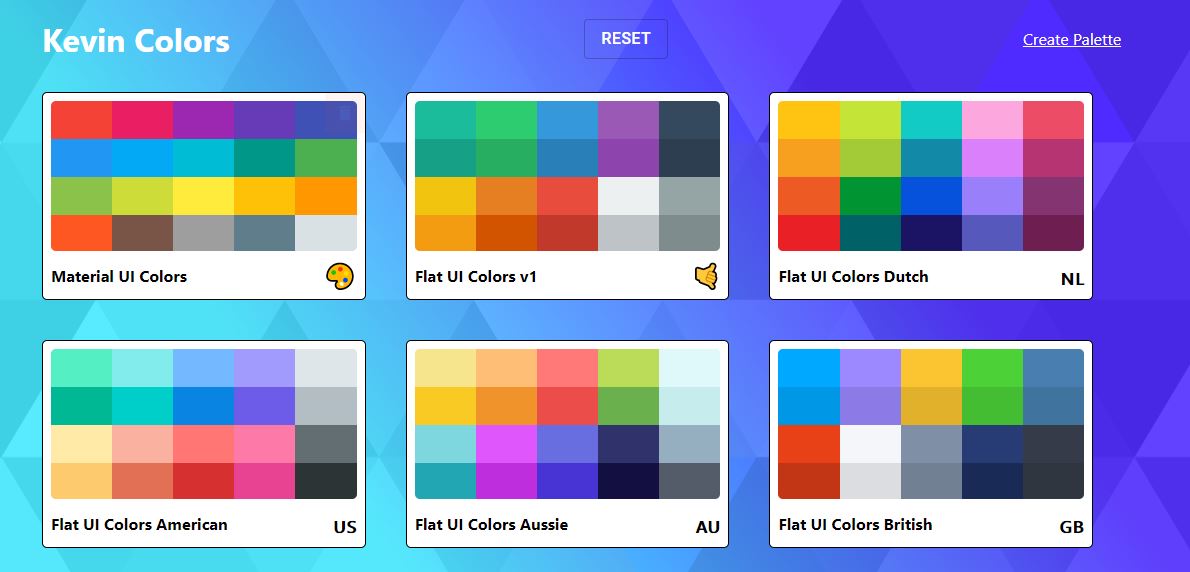 Kevin Colors
RESET
Create Palette
Material UI Colors
Flat UI Colors v1
Flat UI Colors Dutch
NL
Flat UI Colors American
US
Flat UI Colors Aussie
AU
Flat UI Colors British
GB